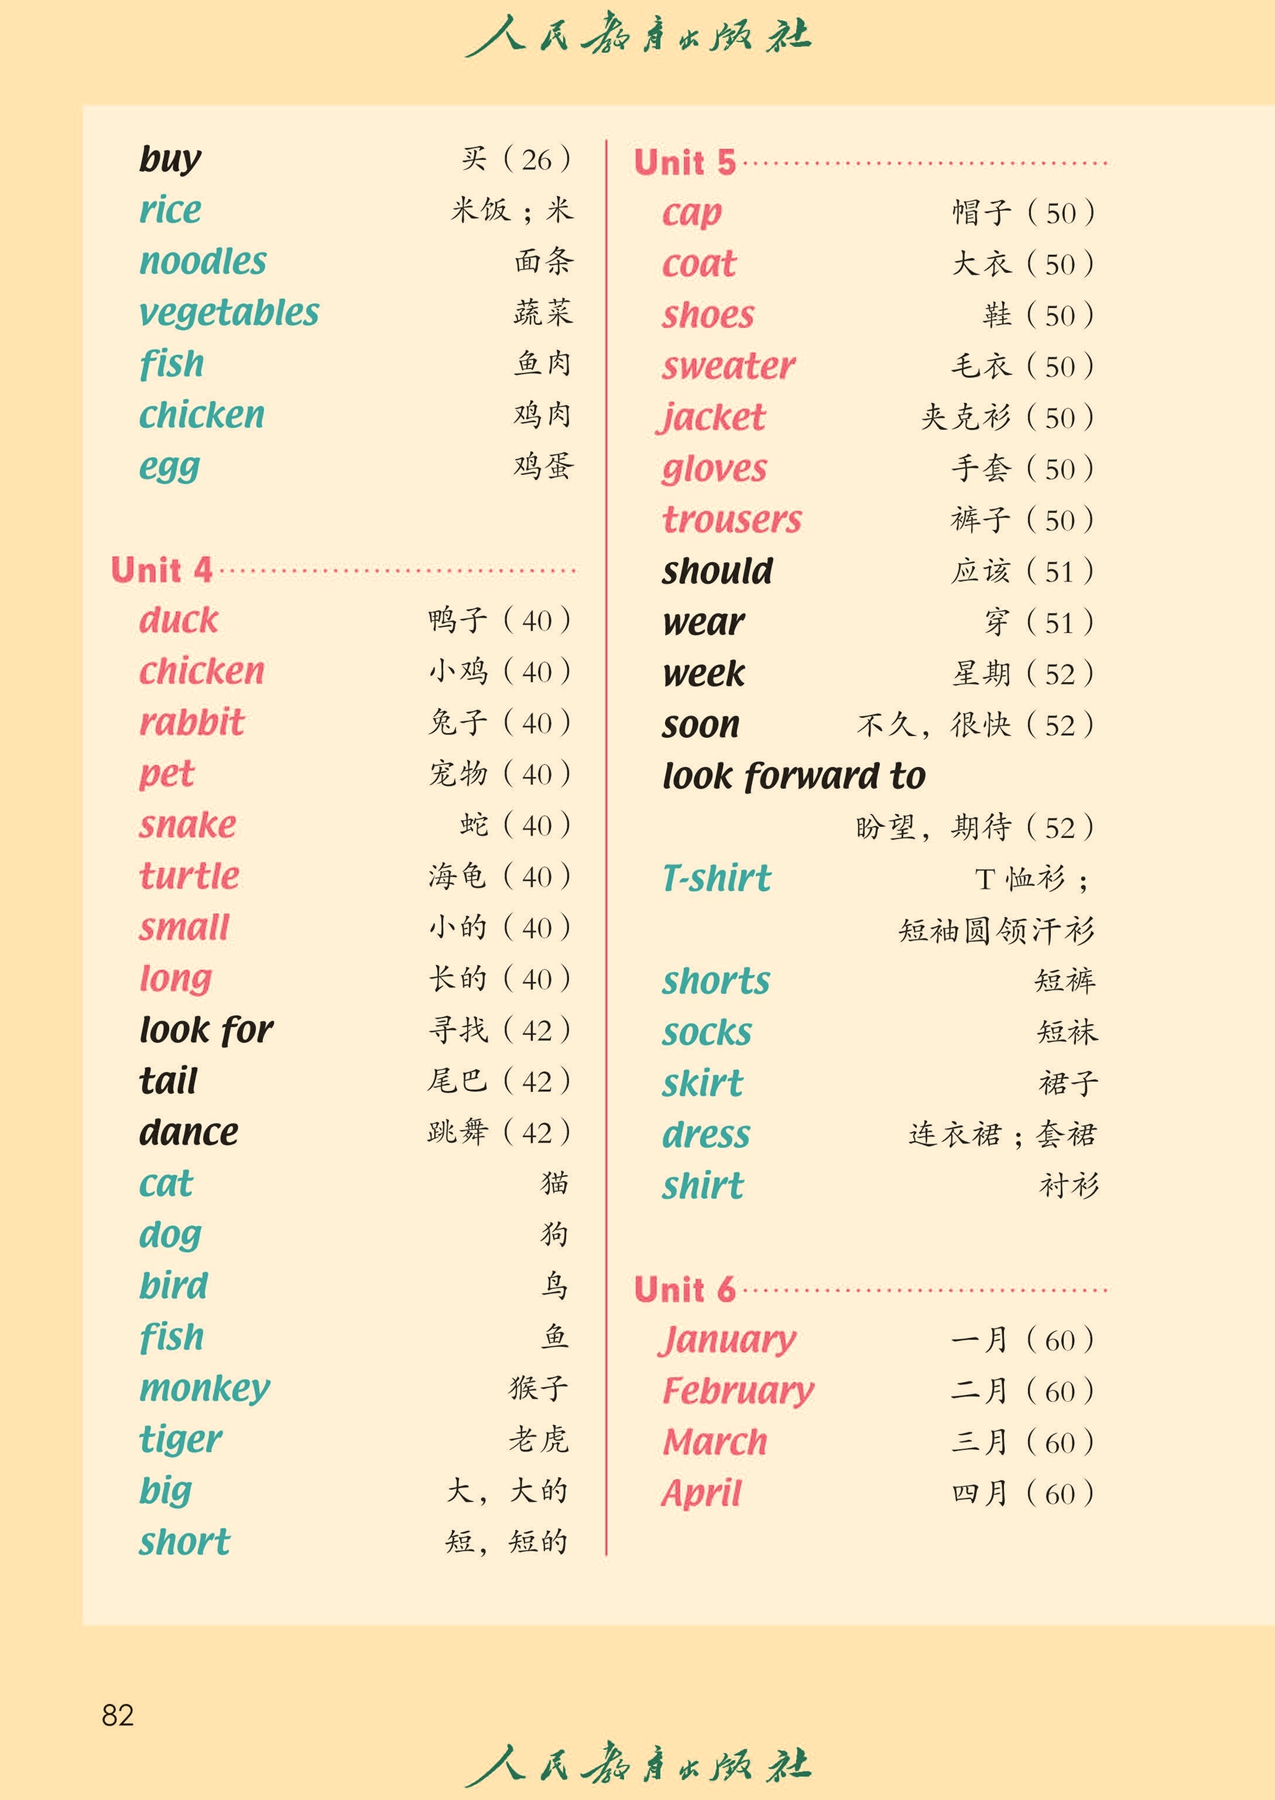 人民教育出版社
buy 买（26）
rice 米饭；米
noodles 面条
vegetables 蔬菜
fish 鱼肉
chicken 鸡肉
egg 鸡蛋
Unit 4
duck 鸭子（40）
chicken 小鸡（40）
rabbit 兔子（40）
pet 宠物（40）
snake 蛇（40）
turtle 海龟（40）
small 小的（40）
long 长的（40）
look for 寻找（42）
tail 尾巴（42）
dance 跳舞（42）
cat 猫
dog 狗
bird 鸟
fish 鱼
monkey 猴子
tiger 老虎
big 大，大的
short 短，短的
Unit 5
cap 帽子（50）
coat 大衣（50）
shoes 鞋（50）
sweater 毛衣（50）
jacket 夹克衫（50）
gloves 手套（50）
trousers 裤子（50）
should 应该（51）
wear 穿（51）
week 星期（52）
soon 不久，很快（52）
look forward to
盼望，期待（52）
T-shirt T 恤衫；
短袖圆领汗衫
shorts 短裤
socks 短袜
skirt 裙子
dress 连衣裙；套裙
shirt 衬衫
Unit 6
January 一月（60）
February 二月（60）
March 三月（60）
April 四月（60）
82
人民教育出版社